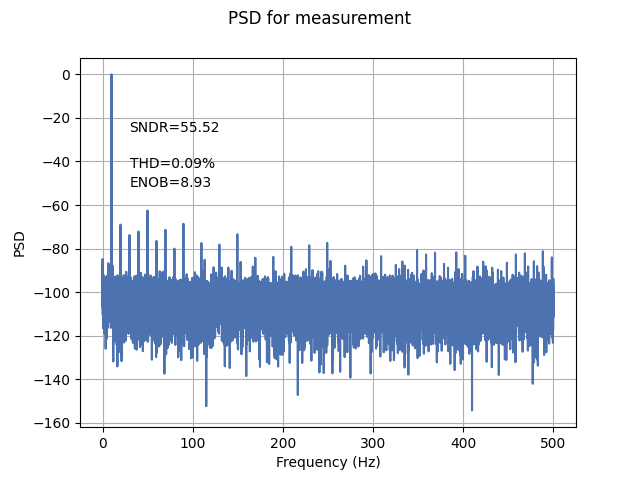 PSD for measurement
0
−20
−40
−60
−80
−100
−120
−140
−160
PSD
SNDR=55.52
THD=0.09%
ENOB=8.93
0 100 200 300 400 500
Frequency (Hz)